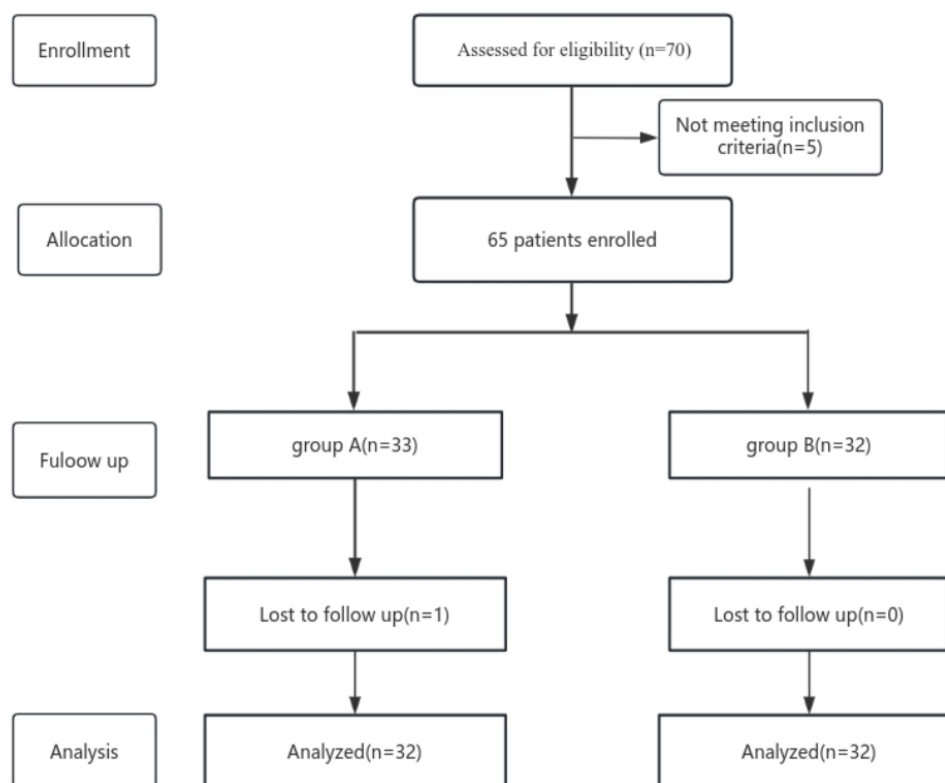 Enrollment
Assessed for eligibility (n=70)
Not meeting inclusion
criteria(n=5)
Allocation
65 patients enrolled
Fuloow up
group A(n=33)
group B(n=32)
Lost to follow up(n=1)
Lost to follow up(n=0)
Analysis
Analyzed(n=32)
Analyzed(n=32)